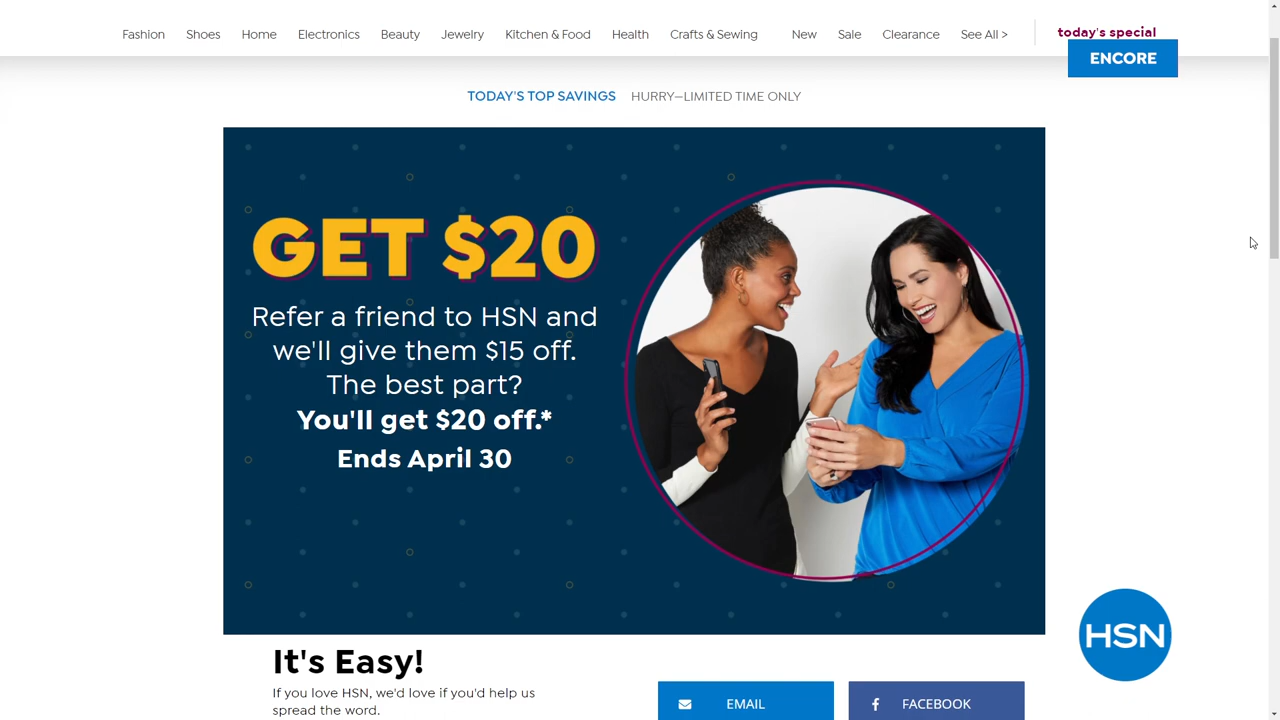 Fashion Shoes Home Electronics Beauty Jewelry Kitchen & Food Health Crafts & Sewing New Sale Clearance See All > today's special
ENCORE
TODAY'S TOP SAVINGS HURRY—LIMITED TIME ONLY
GET $20
Refer a friend to HSN and
we'll give them $15 off.
The best part?
You'll get $20 off.*
Ends April 30
HSN
It's Easy!
If you love HSN, we'd love if you'd help us
spread the word.
EMAIL FACEBOOK